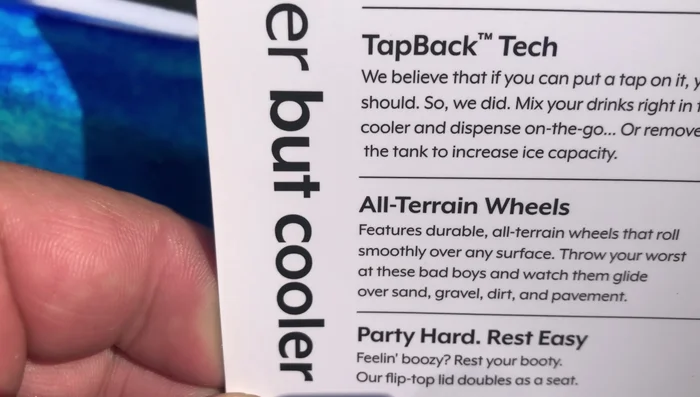 er but cooler
TapBack™ Tech
We believe that if you can put a tap on it, y
should. So, we did. Mix your drinks right in t
cooler and dispense on-the-go... Or remove
the tank to increase ice capacity.
All-Terrain Wheels
Features durable, all-terrain wheels that roll
smoothly over any surface. Throw your worst
at these bad boys and watch them glide
over sand, gravel, dirt, and pavement.
Party Hard. Rest Easy
Feelin' boozy? Rest your booty.
Our flip-top lid doubles as a seat.